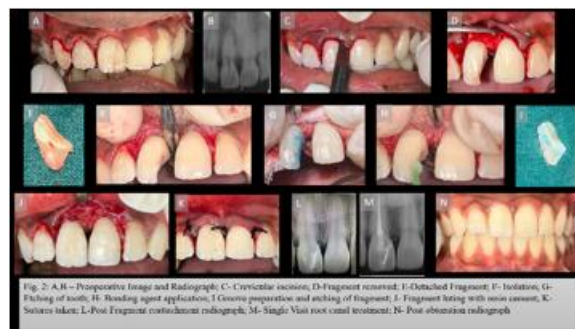 A
B
C
D
E
F
G
H
I
J
K
L
M
N
Fig. 2: A,B – Preoperative Image and Radiograph; C- Crevicular incision; D-Fragment removed; E-Detached Fragment; F- Isolation; G-
Etching of tooth; H- Bonding agent application; I Groove preparation and etching of fragment; J- Fragment luting with resin cement; K-
Sutures taken; L-Post Fragment reattachment radiograph; M- Single Visit root canal treatment; N- Post obturation radiograph